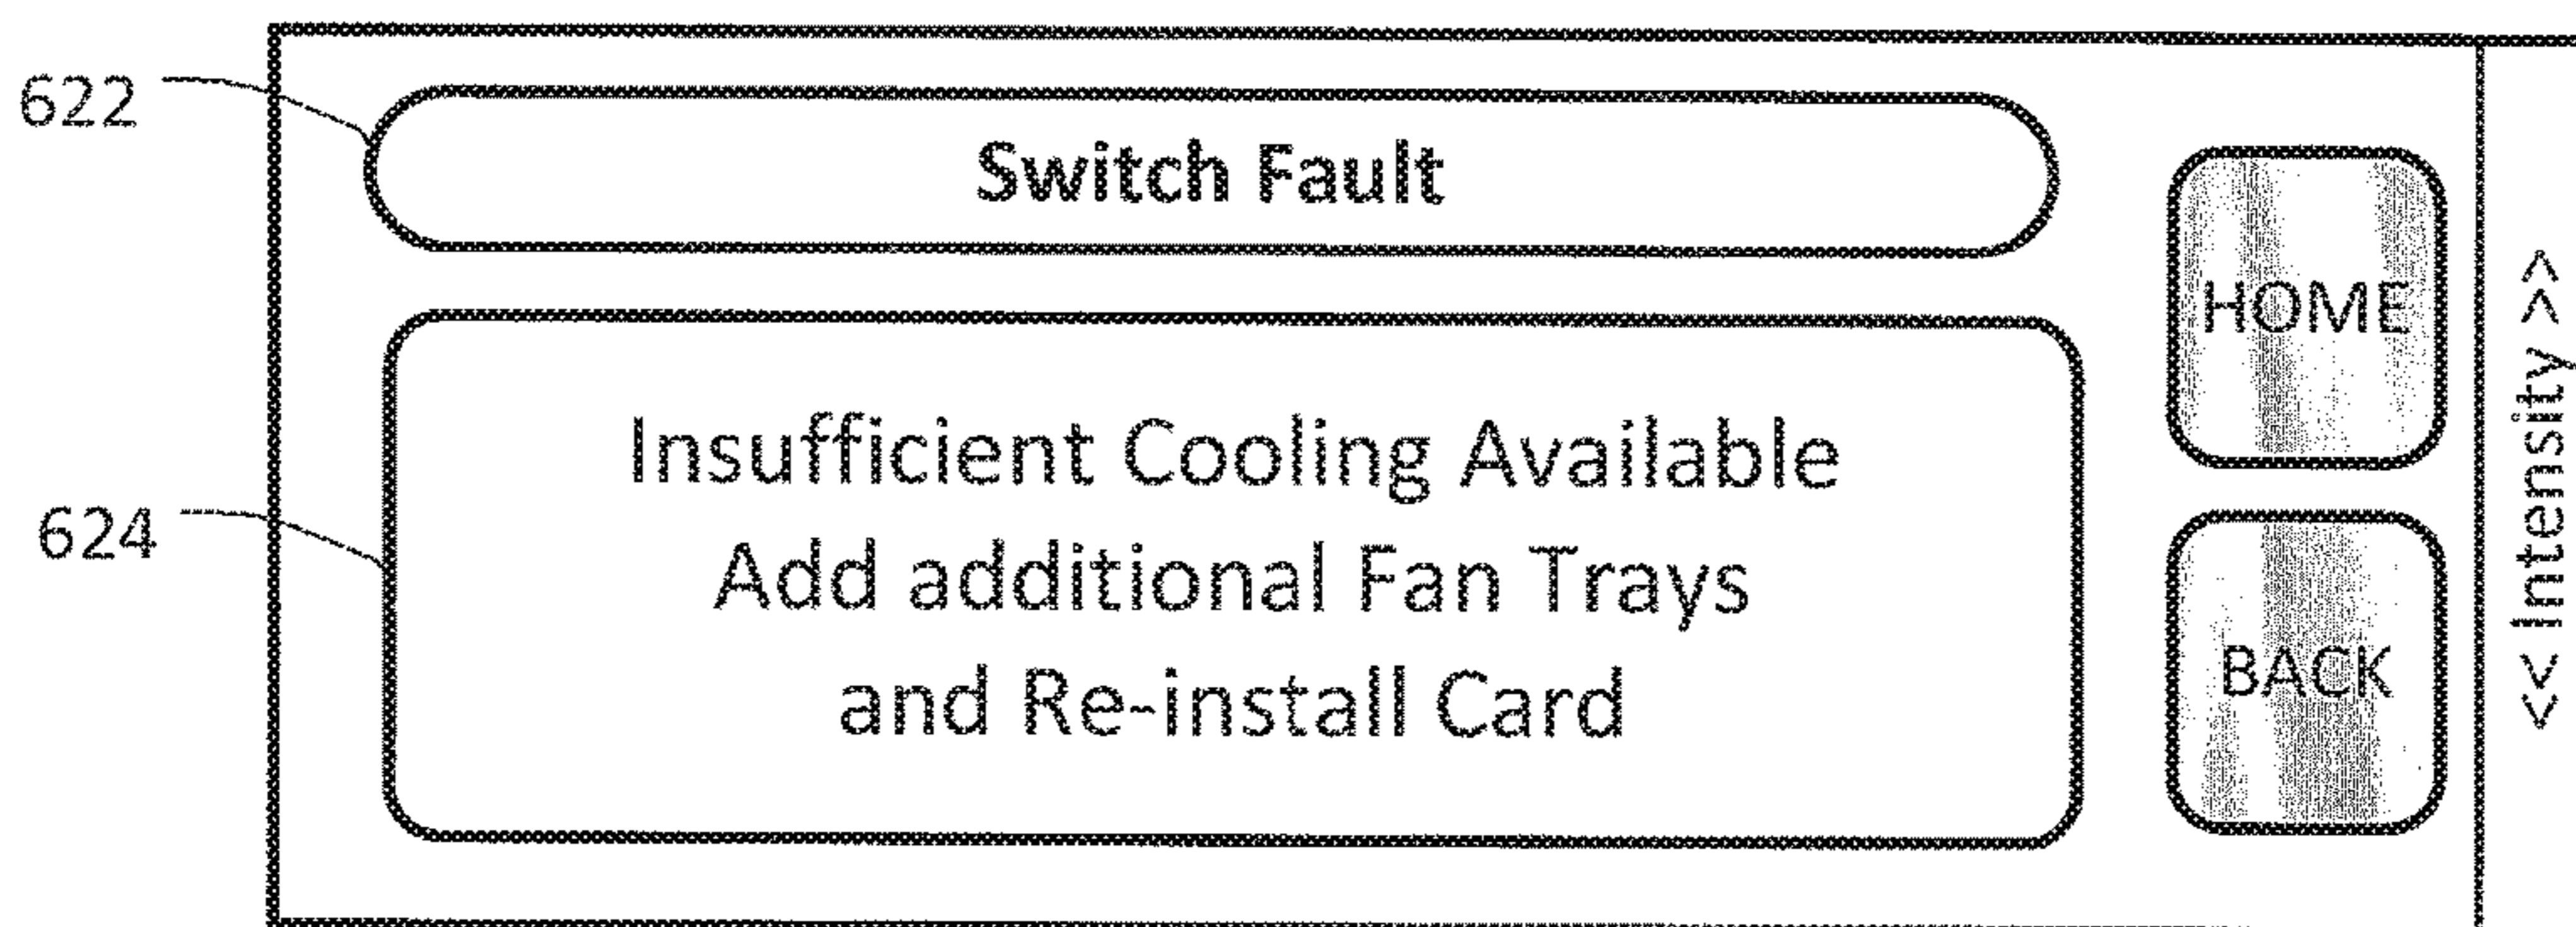 622
Switch Fault
624
Insufficient Cooling Available
Add additional Fan Trays
and Re-install Card
HOME
BACK
<< Intensity >>